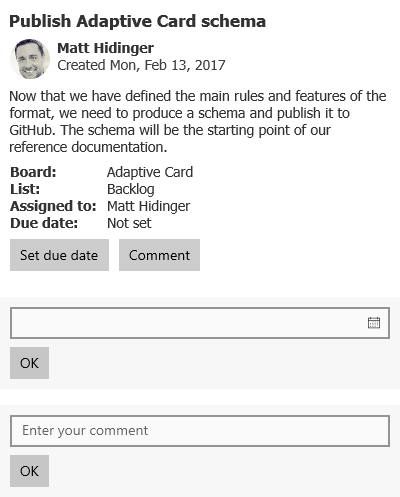 Publish Adaptive Card schema
Matt Hidinger
Created Mon, Feb 13, 2017
Now that we have defined the main rules and features of the
format, we need to produce a schema and publish it to
GitHub. The schema will be the starting point of our
reference documentation.
Board: Adaptive Card
List: Backlog
Assigned to: Matt Hidinger
Due date: Not set
Set due date Comment
OK
Enter your comment
OK